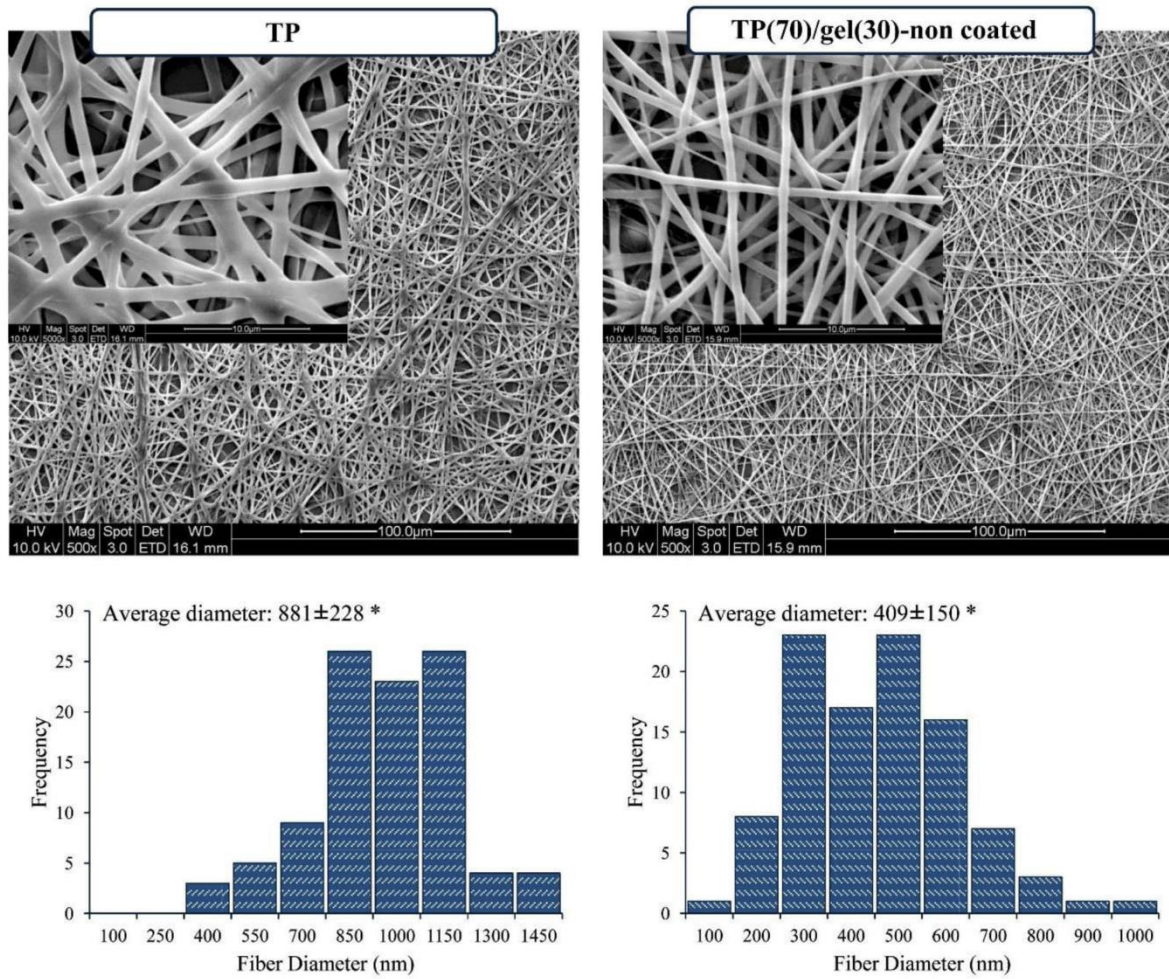 TP
TP(70)/gel(30)-non coated
10.0µm
HV Mag Spot Det WD
10.0 kV 5000x 3.0 ETD 16.1 mm
10.0µm
HV Mag Spot Det WD
10.0 kV 5000x 3.0 ETD 15.9 mm
HV Mag Spot Det WD
100.0µm
10.0 kV 500x 3.0 ETD 16.1 mm
HV Mag Spot Det WD
100.0µm
10.0 kV 500x 3.0 ETD 15.9 mm
Average diameter: 881±228 *
Frequency
30
25
20
15
10
5
0
100 250 400 550 700 850 1000 1150 1300 1450
Fiber Diameter (nm)
Average diameter: 409±150 *
Frequency
25
20
15
10
5
0
100 200 300 400 500 600 700 800 900 1000
Fiber Diameter (nm)